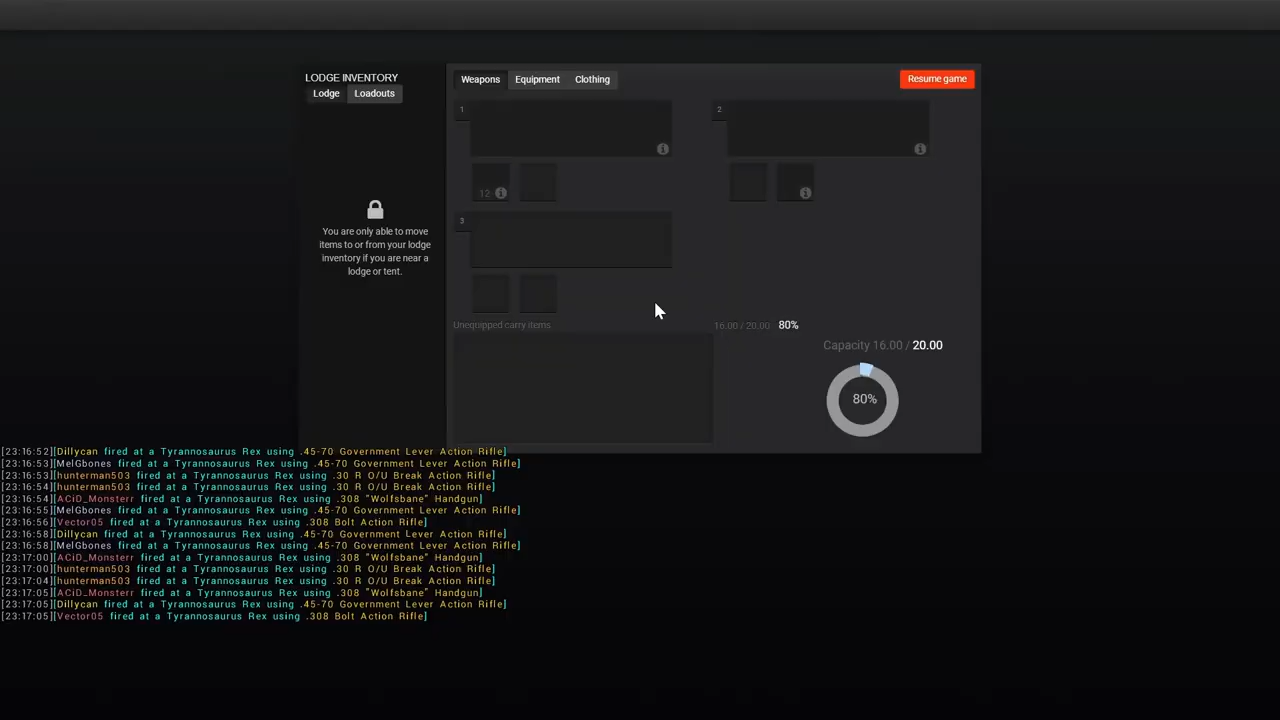 LODGE INVENTORY
Lodge Loadouts
You are only able to move
items to or from your lodge
inventory if you are near a
lodge or tent.
Weapons Equipment Clothing
Resume game
1
2
12
3
Unequipped carry items
16.00 / 20.00 80%
Capacity 16.00 / 20.00
80%
[23:16:52][Dillycan fired at a Tyrannosaurus Rex using .45-70 Government Lever Action Rifle]
[23:16:53][MelGbones fired at a Tyrannosaurus Rex using .45-70 Government Lever Action Rifle]
[23:16:53][hunterman503 fired at a Tyrannosaurus Rex using .30 R O/U Break Action Rifle]
[23:16:54][hunterman503 fired at a Tyrannosaurus Rex using .30 R O/U Break Action Rifle]
[23:16:54][ACiD_Monsterr fired at a Tyrannosaurus Rex using .308 "Wolfsbane" Handgun]
[23:16:55][MelGbones fired at a Tyrannosaurus Rex using .45-70 Government Lever Action Rifle]
[23:16:56][Vector05 fired at a Tyrannosaurus Rex using .308 Bolt Action Rifle]
[23:16:58][Dillycan fired at a Tyrannosaurus Rex using .45-70 Government Lever Action Rifle]
[23:16:58][MelGbones fired at a Tyrannosaurus Rex using .45-70 Government Lever Action Rifle]
[23:17:00][ACiD_Monsterr fired at a Tyrannosaurus Rex using .308 "Wolfsbane" Handgun]
[23:17:00][hunterman503 fired at a Tyrannosaurus Rex using .30 R O/U Break Action Rifle]
[23:17:04][hunterman503 fired at a Tyrannosaurus Rex using .30 R O/U Break Action Rifle]
[23:17:05][ACiD_Monsterr fired at a Tyrannosaurus Rex using .308 "Wolfsbane" Handgun]
[23:17:05][Dillycan fired at a Tyrannosaurus Rex using .45-70 Government Lever Action Rifle]
[23:17:05][Vector05 fired at a Tyrannosaurus Rex using .308 Bolt Action Rifle]